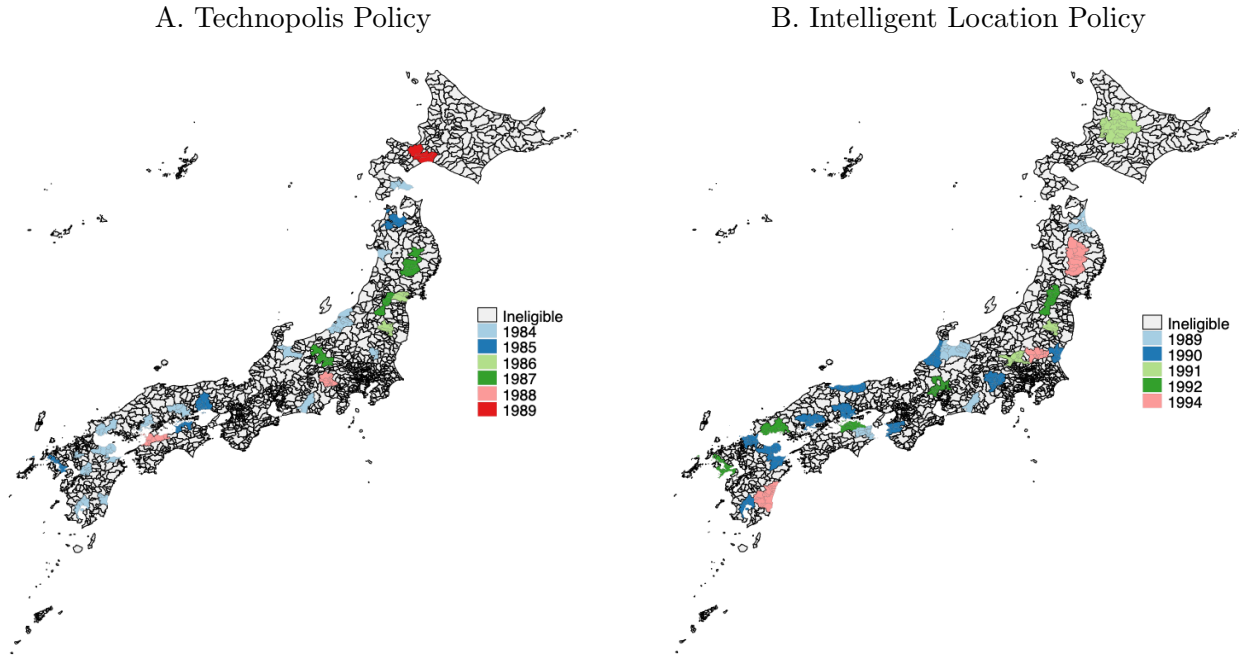 A. Technopolis Policy
Ineligible
1984
1985
1986
1987
1988
1989
B. Intelligent Location Policy
Ineligible
1989
1990
1991
1992
1994